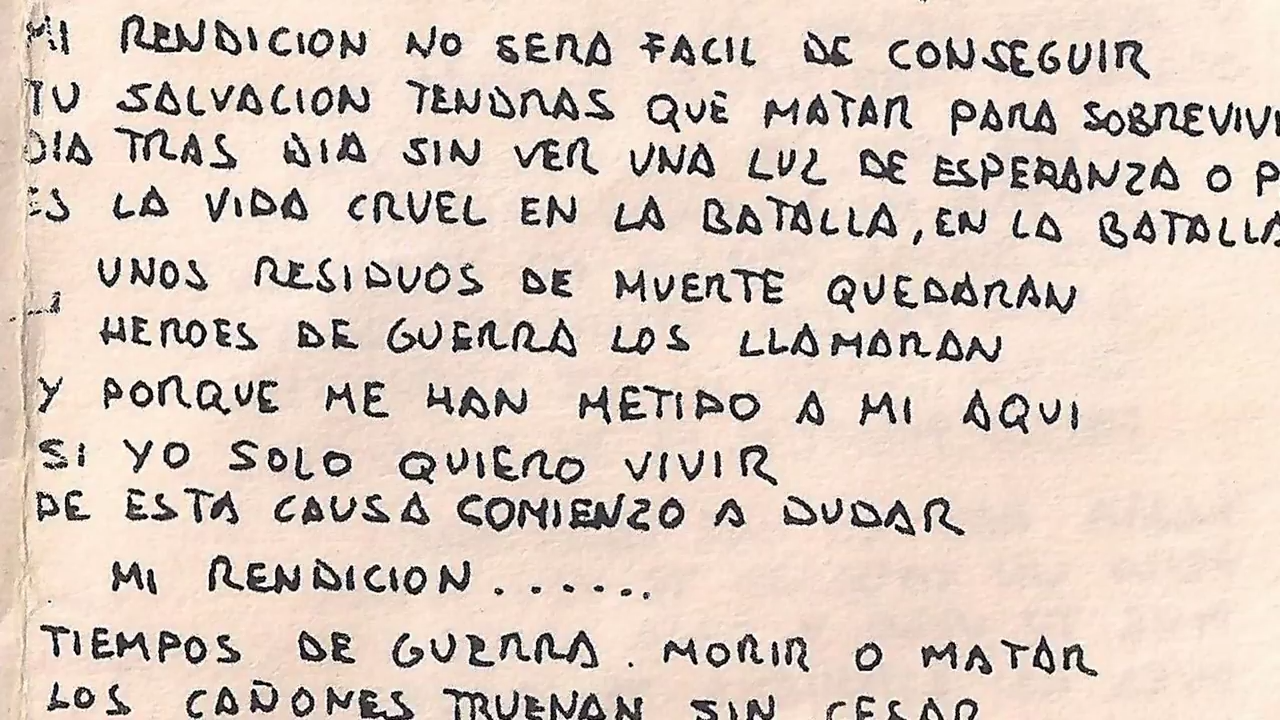 MI RENDICION NO SERA FACIL DE CONSEGUIR
TU SALVACION TENDRAS QUE MATAR PARA SOBREVIVI
DIA TRAS DIA SIN VER UNA LUZ DE ESPERANZA O P
ES LA VIDA CRUEL EN LA BATALLA, EN LA BATALLA
UNOS RESIDUOS DE MUERTE QUEDARAN
HEROES DE GUERRA LOS LLAMARAN
Y PORQUE ME HAN METIDO A MI AQUI
SI YO SOLO QUIERO VIVIR
DE ESTA CAUSA COMIENZO A DUDAR
MI RENDICION......
TIEMPOS DE GUERRA. MORIR O MATAR
LOS CAÑONES TRUENAN SIN CESAR